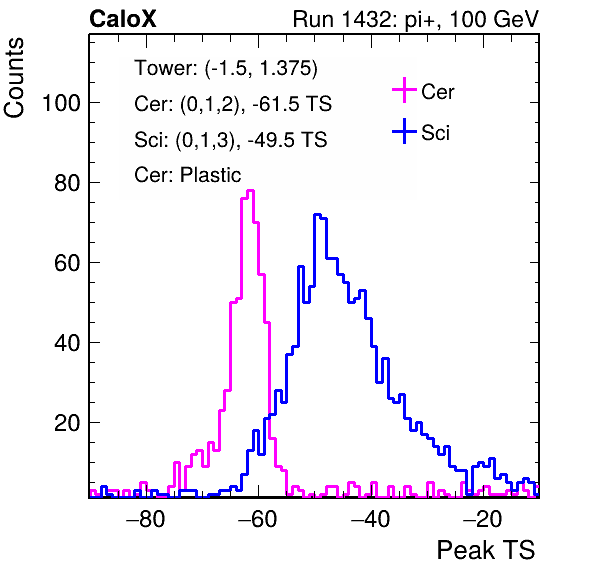 CaloX
Run 1432: pi+, 100 GeV
Counts
Tower: (-1.5, 1.375)
Cer: (0,1,2), -61.5 TS
Sci: (0,1,3), -49.5 TS
Cer: Plastic
Cer
Sci
100
80
60
40
20
−80 −60 −40 −20
Peak TS